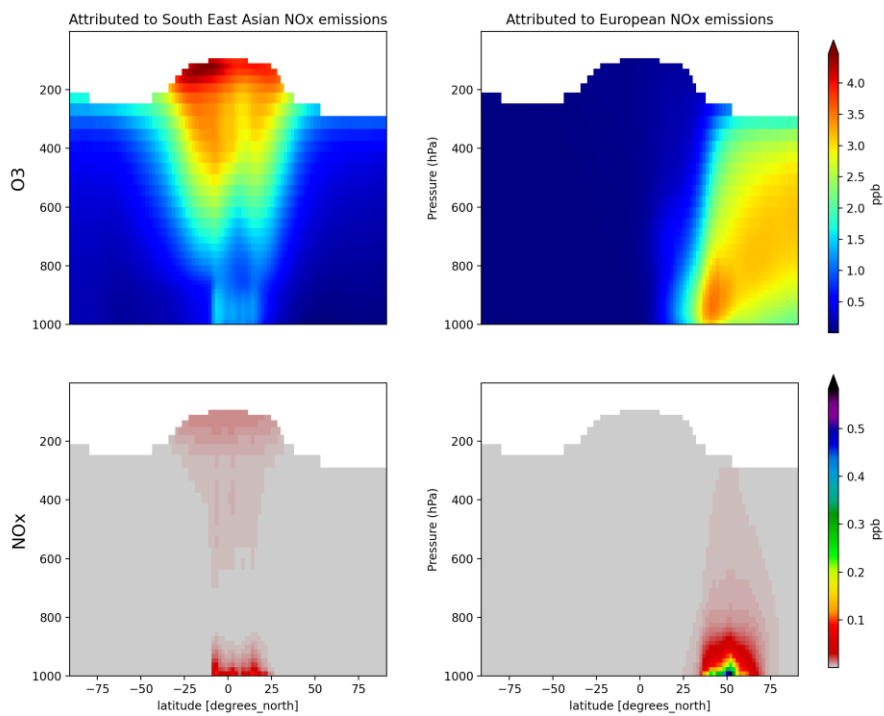 Attributed to South East Asian NOx emissions
Attributed to European NOx emissions
O3
200
400
600
800
1000
Pressure (hPa)
200
400
600
800
1000
4.0
3.5
3.0
2.5
2.0
1.5
1.0
0.5
ppb
NOx
200
400
600
800
1000
−75 −50 −25 0 25 50 75
latitude [degrees_north]
Pressure (hPa)
200
400
600
800
1000
−75 −50 −25 0 25 50 75
latitude [degrees_north]
0.5
0.4
0.3
0.2
0.1
ppb